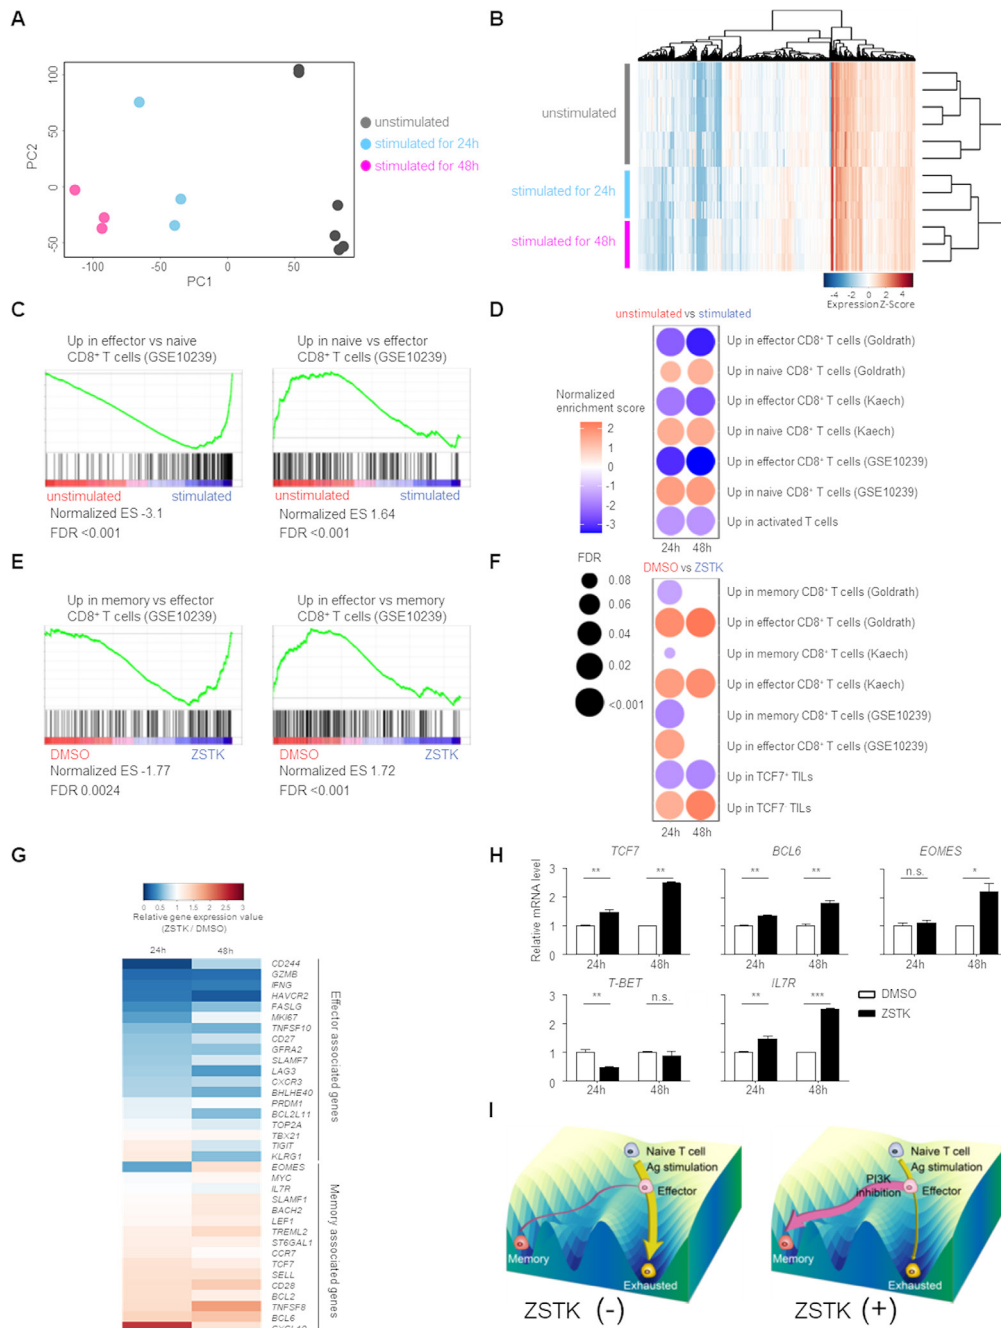 A
100
50
0
-50
PC2
-100
-50
0
50
PC1
unstimulated
stimulated for 24h
stimulated for 48h
B
unstimulated
stimulated for 24h
stimulated for 48h
-4 -2 0 2 4
Expression Z-Score
C
Up in effector vs naive
CD8⁺ T cells (GSE10239)
unstimulated
stimulated
Normalized ES -3.1
FDR <0.001
Up in naive vs effector
CD8⁺ T cells (GSE10239)
unstimulated
stimulated
Normalized ES 1.64
FDR <0.001
D
unstimulated vs stimulated
Normalized
enrichment score
2
1
0
-1
-2
-3
Up in effector CD8⁺ T cells (Goldrath)
Up in naive CD8⁺ T cells (Goldrath)
Up in effector CD8⁺ T cells (Kaech)
Up in naive CD8⁺ T cells (Kaech)
Up in effector CD8⁺ T cells (GSE10239)
Up in naive CD8⁺ T cells (GSE10239)
Up in activated T cells
24h 48h
E
Up in memory vs effector
CD8⁺ T cells (GSE10239)
DMSO
ZSTK
Normalized ES -1.77
FDR 0.0024
Up in effector vs memory
CD8⁺ T cells (GSE10239)
DMSO
ZSTK
Normalized ES 1.72
FDR <0.001
F
DMSO vs ZSTK
FDR
0.08
0.06
0.04
0.02
<0.001
Up in memory CD8⁺ T cells (Goldrath)
Up in effector CD8⁺ T cells (Goldrath)
Up in memory CD8⁺ T cells (Kaech)
Up in effector CD8⁺ T cells (Kaech)
Up in memory CD8⁺ T cells (GSE10239)
Up in effector CD8⁺ T cells (GSE10239)
Up in TCF7⁺ TILs
Up in TCF7⁻ TILs
24h 48h
G
0 0.5 1 1.5 2 2.5 3
Relative gene expression value
(ZSTK / DMSO)
24h 48h
CD244
GZMB
IFNG
HAVCR2
FASLG
MKI67
TNFSF10
CD27
GFRA2
SLAMF7
LAG3
CXCR3
BHLHE40
PRDM1
BCL2L11
TOP2A
TBX21
TIGIT
KLRG1
Effector associated genes
EOMES
MYC
IL7R
SLAMF1
BACH2
LEF1
TREML2
ST6GAL1
CCR7
TCF7
SELL
CD28
BCL2
TNFSF8
BCL6
Memory associated genes
H
Relative mRNA level
TCF7
3
2
1
0
** **
24h 48h
BCL6
** **
24h 48h
EOMES
n.s. *
24h 48h
T-BET
3
2
1
0
** n.s.
24h 48h
IL7R
** ***
24h 48h
DMSO
ZSTK
I
Naive T cell
Ag stimulation
Effector
Memory
Exhausted
ZSTK (-)
Naive T cell
Ag stimulation
PI3K
inhibition
Effector
Memory
Exhausted
ZSTK (+)